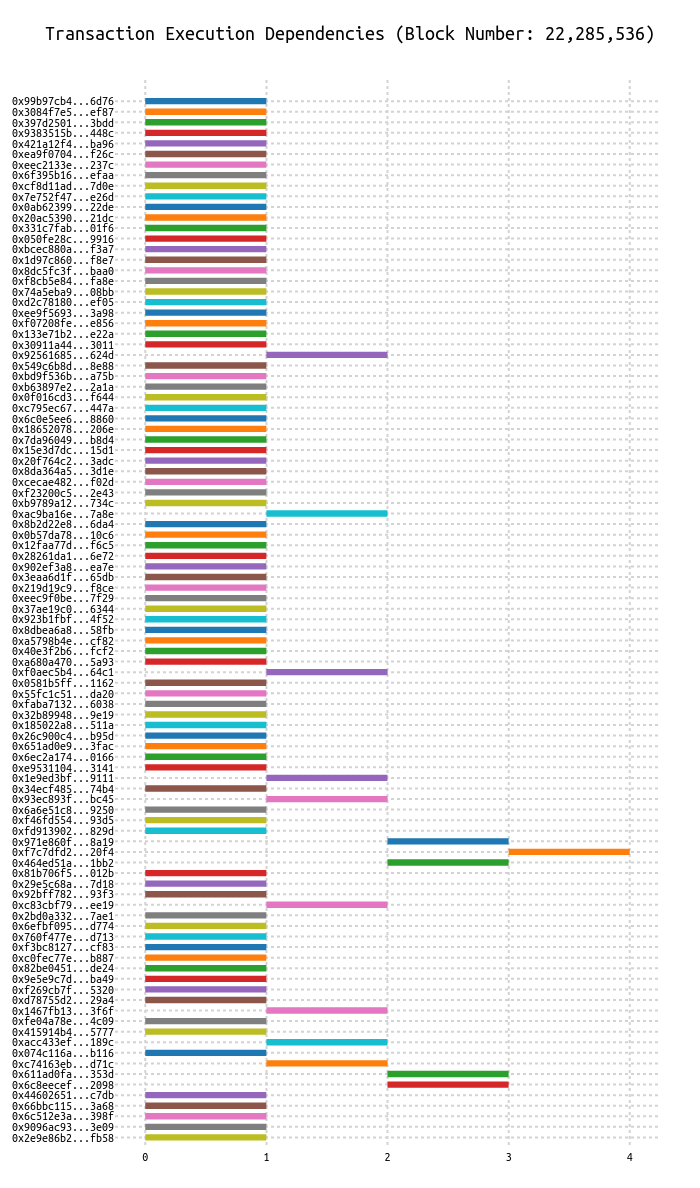 Transaction Execution Dependencies (Block Number: 22,285,536)
0x99b97cb4...6d76
0x3084f7e5...ef87
0x397d2501...3bdd
0x9383515b...448c
0x421a12f4...ba96
0xea9f0704...f26c
0xeec2133e...237c
0x6f395b16...efaa
0xcf8d11ad...7d0e
0x7e752f47...e26d
0x0ab62399...22de
0x20ac5390...21dc
0x331c7fab...01f6
0x050fe28c...9916
0xbcec880a...f3a7
0x1d97c860...f8e7
0x8dc5fc3f...baa0
0xf8cb5e84...fa8e
0x74a5eba9...08bb
0xd2c78180...ef05
0xee9f5693...3a98
0xf07208fe...e856
0x133e71b2...e22a
0x30911a44...3011
0x92561685...624d
0x549c6b8d...8e88
0xbd9f536b...a75b
0xb63897e2...2a1a
0x0f016cd3...f644
0xc795ec67...447a
0x6c0e5ee6...8860
0x18652078...206e
0x7da96049...b8d4
0x15e3d7dc...15d1
0x20f764c2...3adc
0x8da364a5...3d1e
0xcecae482...f02d
0xf23200c5...2e43
0xb9789a12...734c
0xac9ba16e...7a8e
0x8b2d22e8...6da4
0x0b57da78...10c6
0x12faa77d...f6c5
0x28261da1...6e72
0x902ef3a8...ea7e
0x3eaa6d1f...65db
0x219d19c9...f8ce
0xeec9f0be...7f29
0x37ae19c0...6344
0x923b1fbf...4f52
0x8dbea6a8...58fb
0xa5798b4e...cf82
0x40e3f2b6...fcf2
0xa680a470...5a93
0xf0aec5b4...64c1
0x0581b5ff...1162
0x55fc1c51...da20
0xfaba7132...6038
0x32b89948...9e19
0x185022a8...511a
0x26c900c4...b95d
0x651ad0e9...3fac
0x6ec2a174...0166
0xe9531104...3141
0x1e9ed3bf...9111
0x34ecf485...74b4
0x93ec893f...bc45
0x6a6e51c8...9250
0xf46fd554...93d5
0xfd913902...829d
0x971e860f...8a19
0xf7c7dfd2...20f4
0x464ed51a...1bb2
0x81b706f5...012b
0x29e5c68a...7d18
0x92bff782...93f3
0xc83cbf79...ee19
0x2bd0a332...7ae1
0x6efbf095...d774
0x760f477e...d713
0xf3bc8127...cf83
0xc0fec77e...b887
0x82be0451...de24
0x9e5e9c7d...ba49
0xf269cb7f...5320
0xd78755d2...29a4
0x1467fb13...3f6f
0xfe04a78e...4c09
0x415914b4...5777
0xacc433ef...189c
0x074c116a...b116
0xc74163eb...d71c
0x611ad0fa...353d
0x6c8eecef...2098
0x44602651...c7db
0x66bbc115...3a68
0x6c512e3a...398f
0x9096ac93...3e09
0x2e9e86b2...fb58
0 1 2 3 4